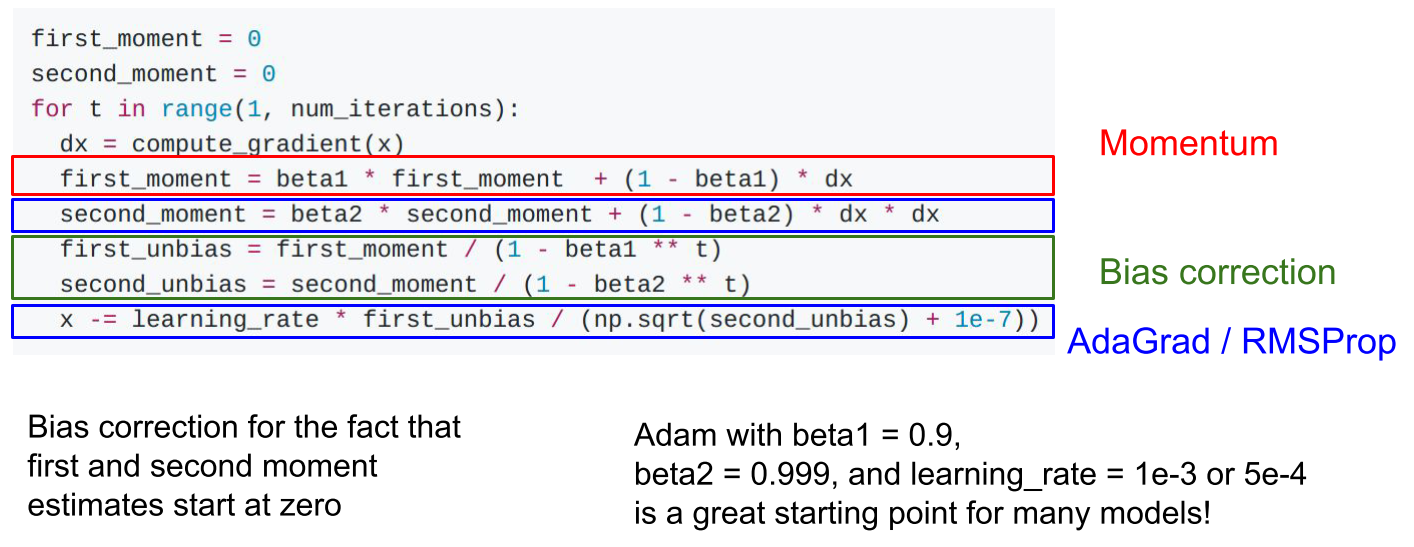 first_moment = 0
second_moment = 0
for t in range(1, num_iterations):
  dx = compute_gradient(x)
  first_moment = beta1 * first_moment  + (1 - beta1) * dx
  second_moment = beta2 * second_moment + (1 - beta2) * dx * dx
  first_unbias = first_moment / (1 - beta1 ** t)
  second_unbias = second_moment / (1 - beta2 ** t)
  x -= learning_rate * first_unbias / (np.sqrt(second_unbias) + 1e-7))
Momentum
Bias correction
AdaGrad / RMSProp
Bias correction for the fact that
first and second moment
estimates start at zero
Adam with beta1 = 0.9,
beta2 = 0.999, and learning_rate = 1e-3 or 5e-4
is a great starting point for many models!